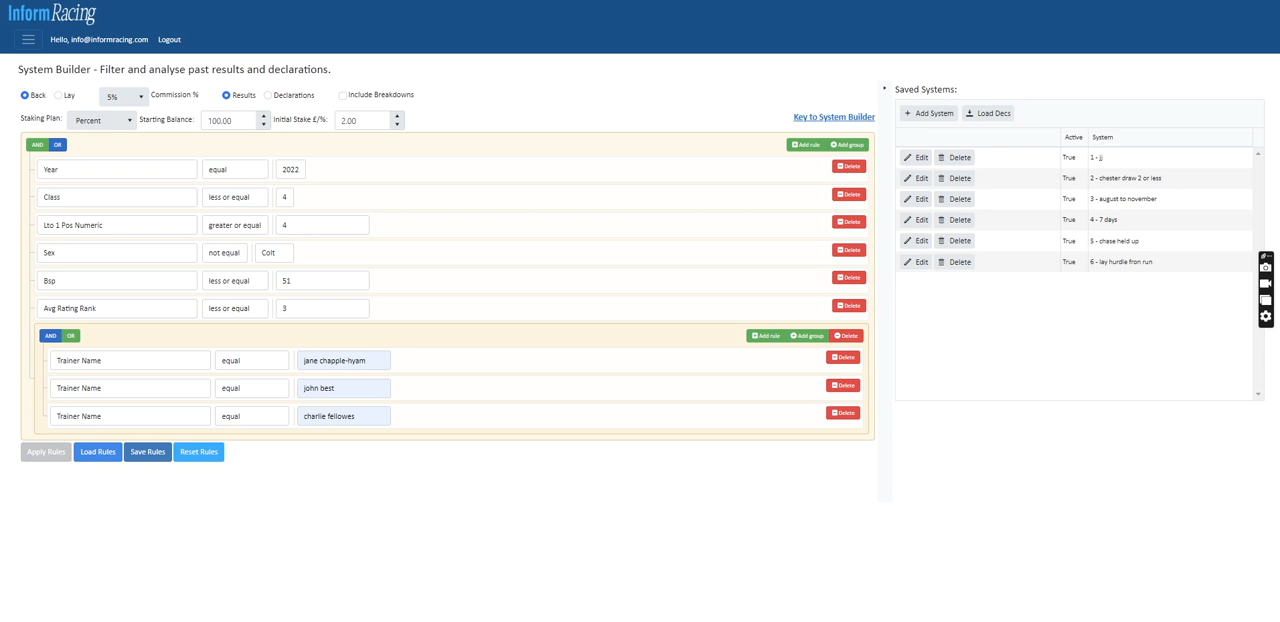 InformRacing
Hello, info@informracing.com Logout
System Builder - Filter and analyse past results and declarations.
Back Lay 5% Commission % Results Declarations Include Breakdowns
Staking Plan: Percent Starting Balance: 100.00 Initial Stake £/%: 2.00 Key to System Builder
AND OR Add rule Add group
Year equal 2022 Delete
Class less or equal 4 Delete
Lto 1 Pos Numeric greater or equal 4 Delete
Sex not equal Colt Delete
Bsp less or equal 51 Delete
Avg Rating Rank less or equal 3 Delete
AND OR Add rule Add group Delete
Trainer Name equal jane chapple-hyam Delete
Trainer Name equal john best Delete
Trainer Name equal charlie fellowes Delete
Apply Rules Load Rules Save Rules Reset Rules
Saved Systems:
Add System Load Decs
Active System
Edit Delete True 1 - jj
Edit Delete True 2 - chester draw 2 or less
Edit Delete True 3 - august to november
Edit Delete True 4 - 7 days
Edit Delete True 5 - chase held up
Edit Delete True 6 - lay hurdle fron run